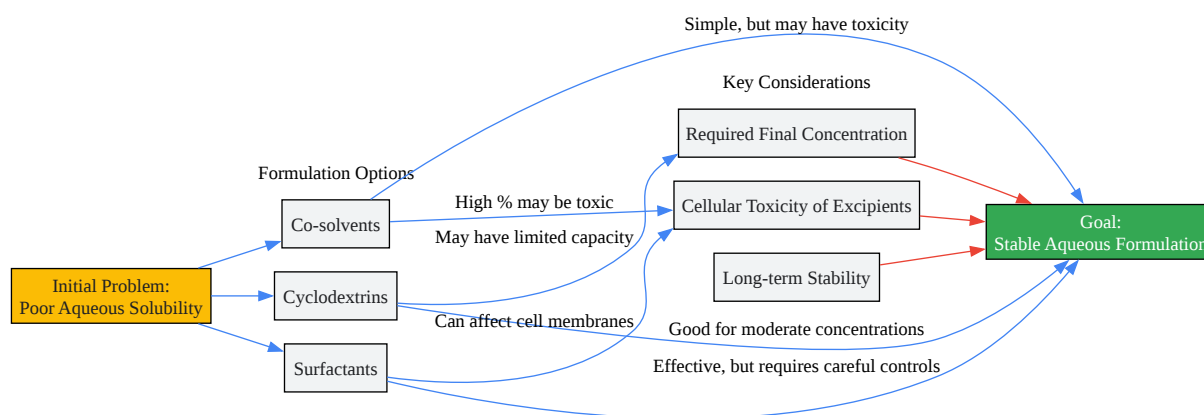 Simple, but may have toxicity
Key Considerations
Required Final Concentration
Formulation Options
High % may be toxic
Cellular Toxicity of Excipients
Co-solvents
May have limited capacity
Goal:
Stable Aqueous Formulation
Long-term Stability
Initial Problem:
Poor Aqueous Solubility
Cyclodextrins
Can affect cell membranes
Good for moderate concentrations
Surfactants
Effective, but requires careful controls